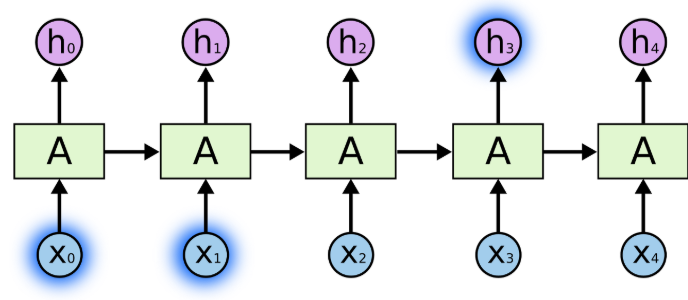 h₀ h₁ h₂ h₃ h₄
A A A A A
x₀ x₁ x₂ x₃ x₄